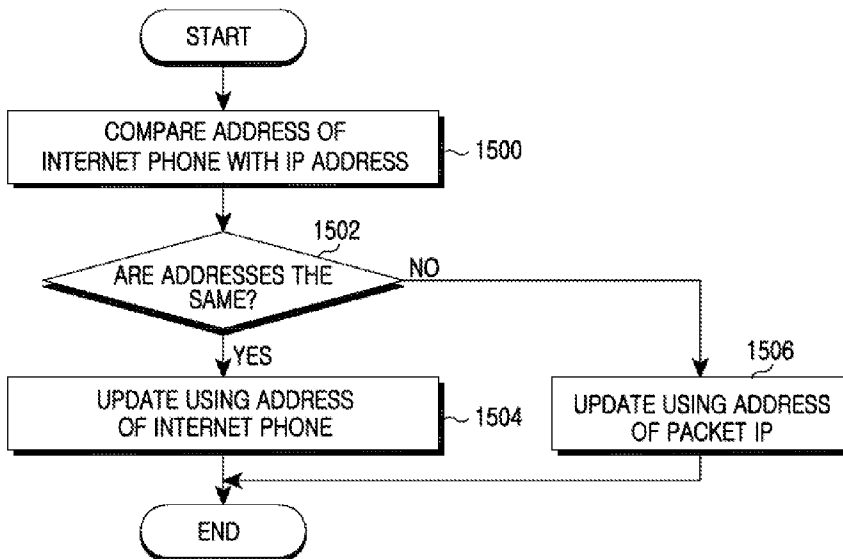 START
COMPARE ADDRESS OF
INTERNET PHONE WITH IP ADDRESS
1500
1502
ARE ADDRESSES THE
SAME?
NO
YES
1506
UPDATE USING ADDRESS
OF INTERNET PHONE
1504
UPDATE USING ADDRESS
OF PACKET IP
END